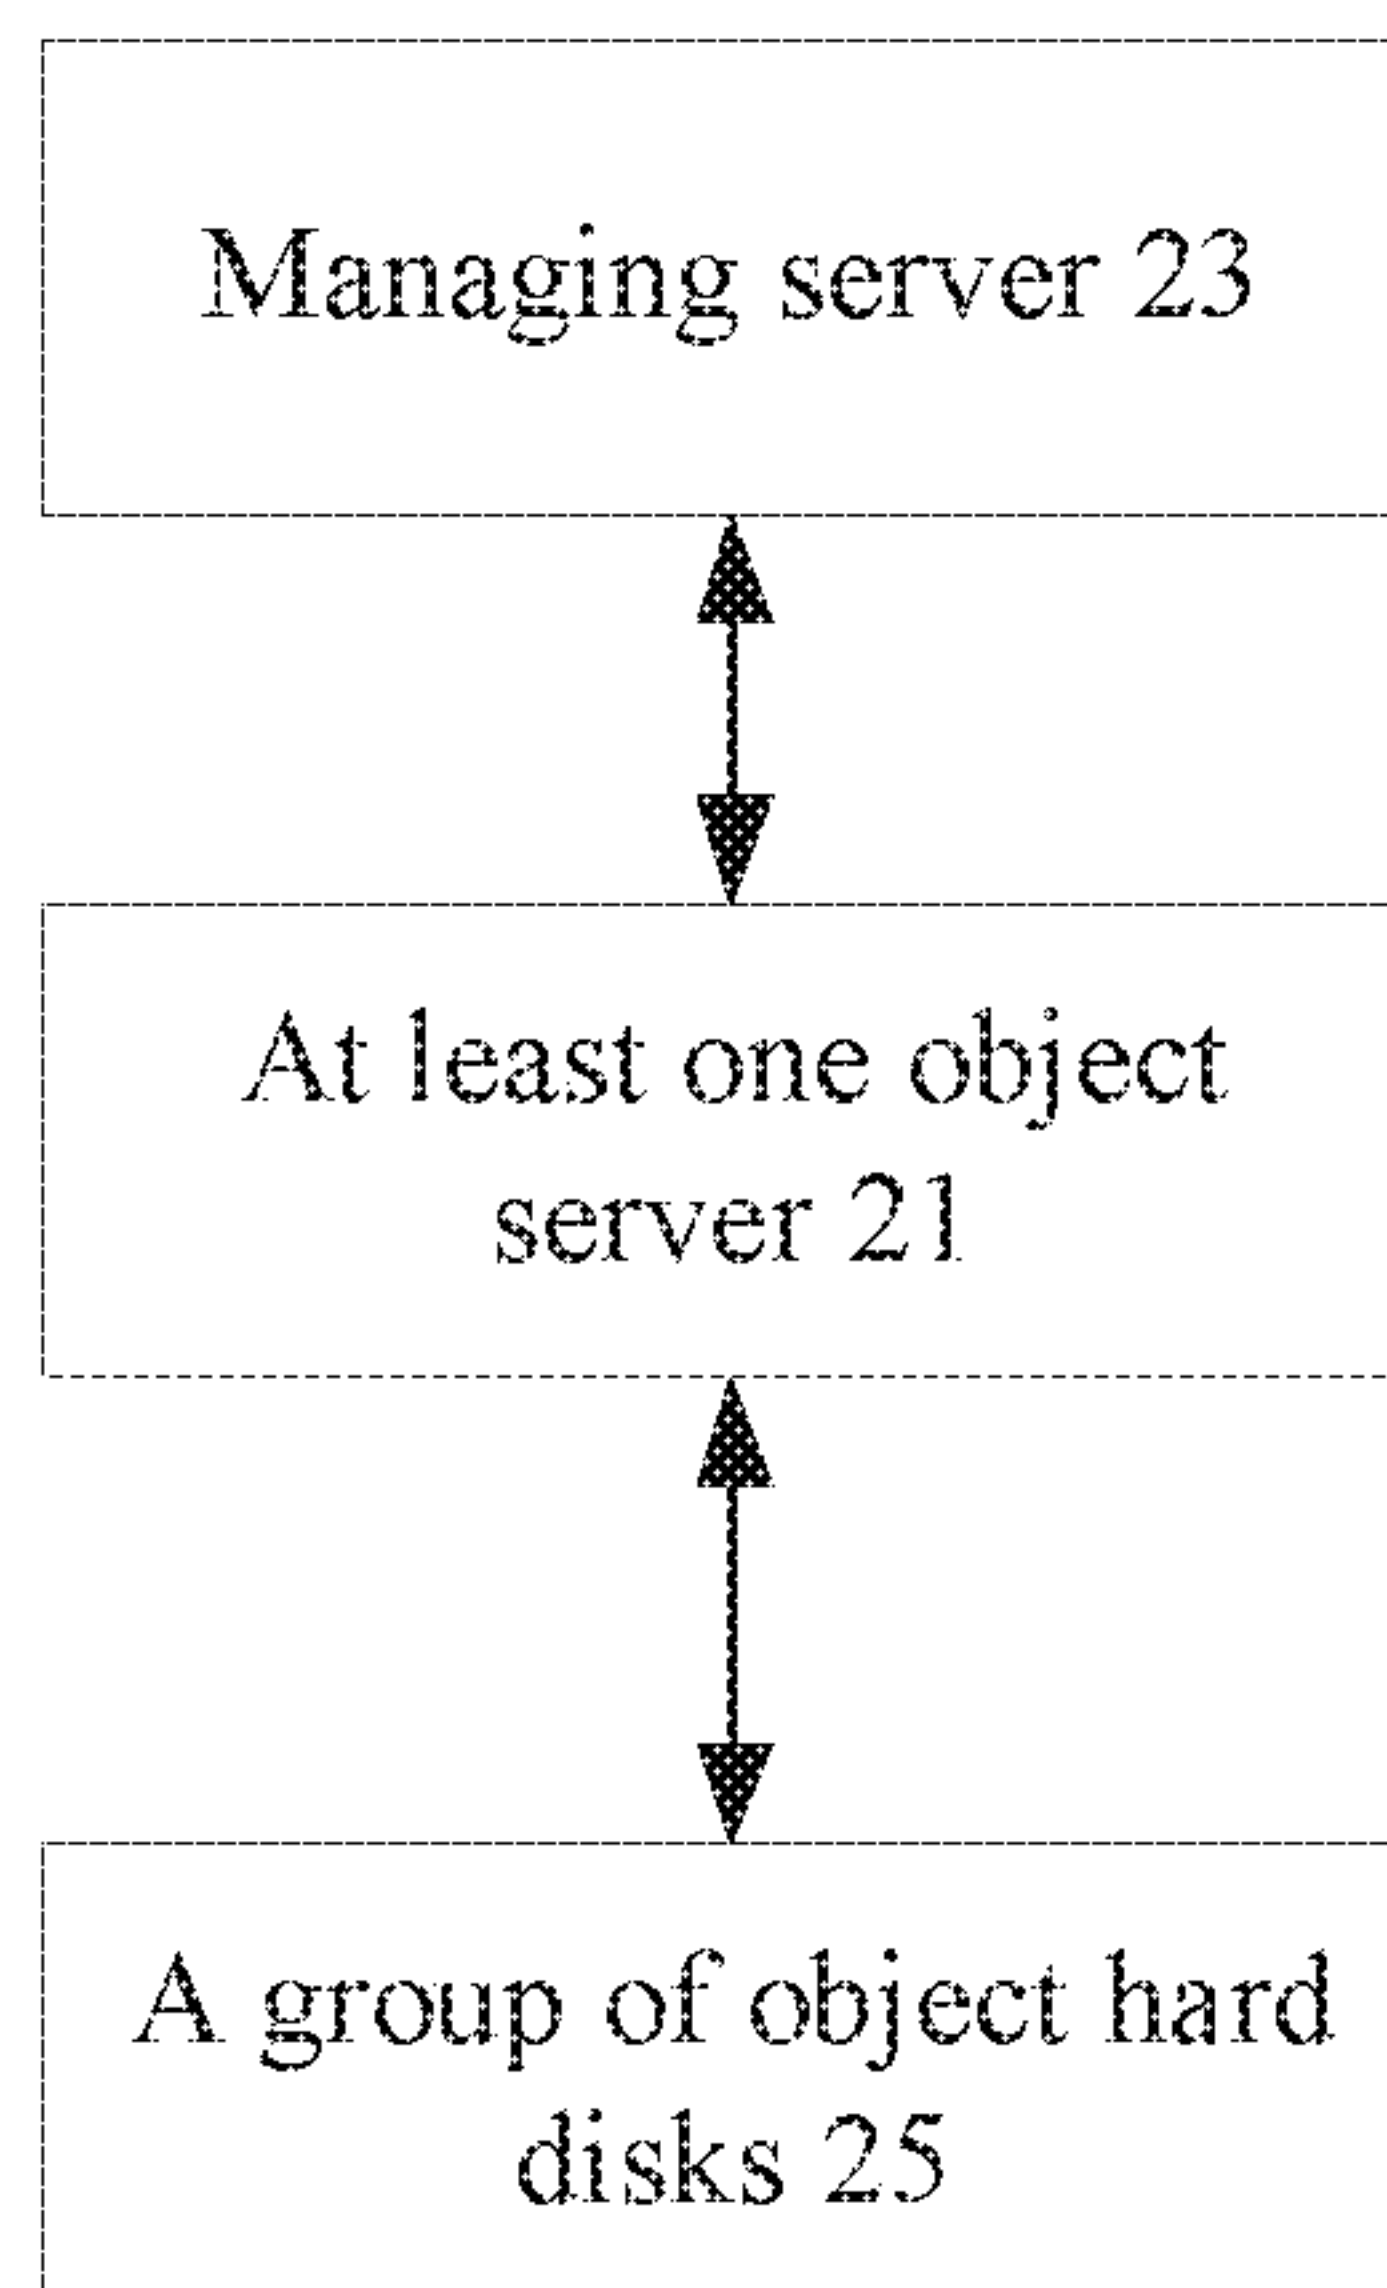 Managing server 23
At least one object
server 21
A group of object hard
disks 25